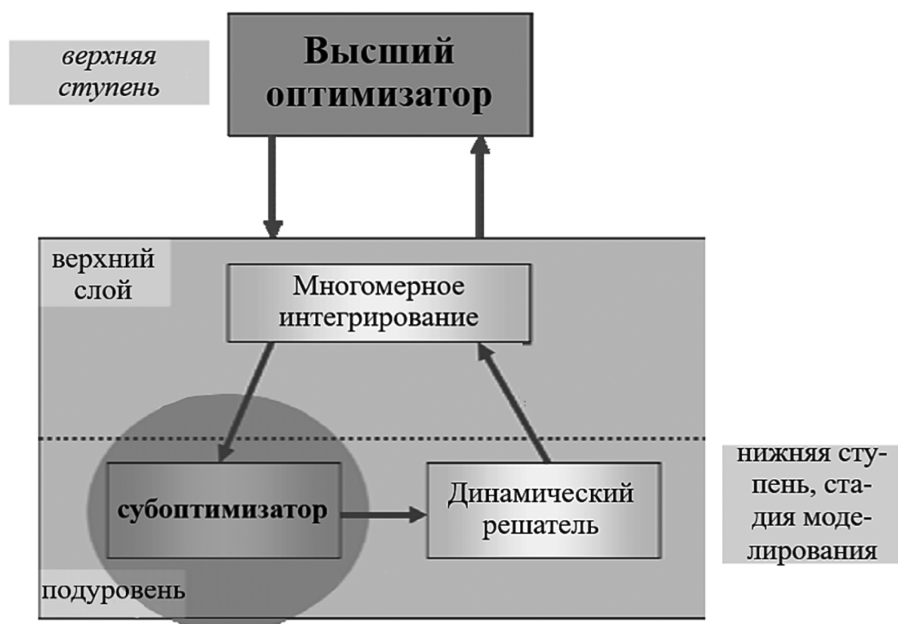 верхняя
ступень
Высший
оптимизатор
верхний
слой
Многомерное
интегрирование
субоптимизатор
Динамический
решатель
подуровень
нижняя сту-
пень, ста-
дия моде-
лирования